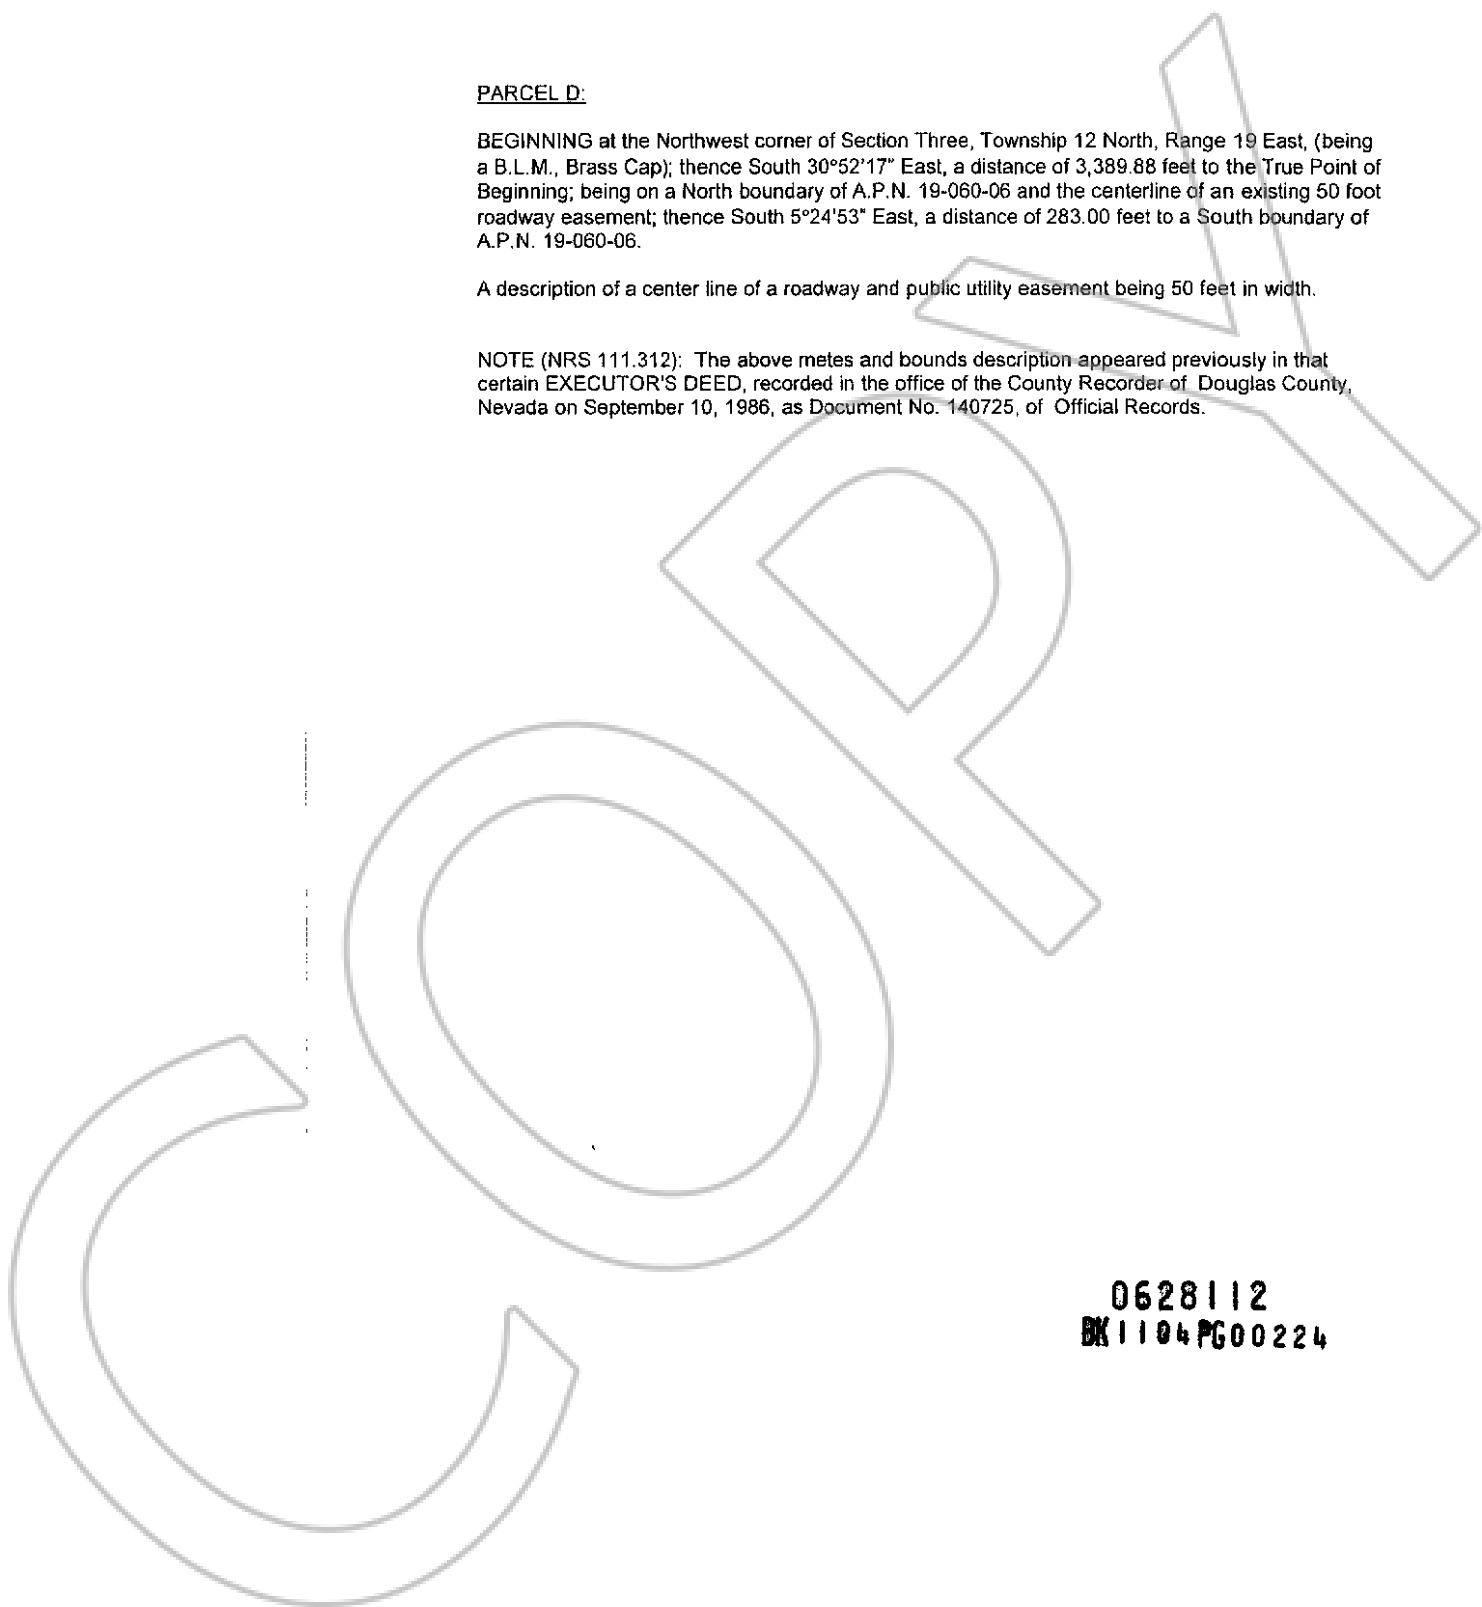 PARCEL D:
BEGINNING at the Northwest corner of Section Three, Township 12 North, Range 19 East, (being
a B.L.M., Brass Cap); thence South 30°52'17" East, a distance of 3,389.88 feet to the True Point of
Beginning; being on a North boundary of A.P.N. 19-060-06 and the centerline of an existing 50 foot
roadway easement; thence South 5°24'53" East, a distance of 283.00 feet to a South boundary of
A.P.N. 19-060-06.
A description of a center line of a roadway and public utility easement being 50 feet in width.
NOTE (NRS 111.312): The above metes and bounds description appeared previously in that
certain EXECUTOR'S DEED, recorded in the office of the County Recorder of Douglas County,
Nevada on September 10, 1986, as Document No. 140725, of Official Records.
COPY
0628112
BK1104PG00224